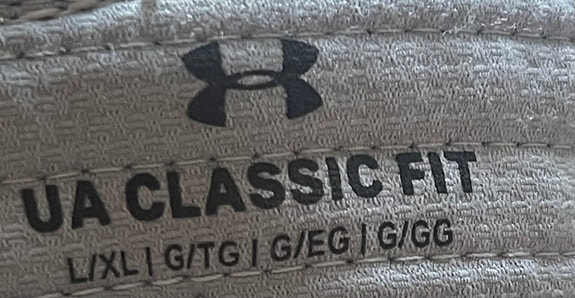 UA CLASSIC FIT
L/XL | G/TG | G/EG | G/GG